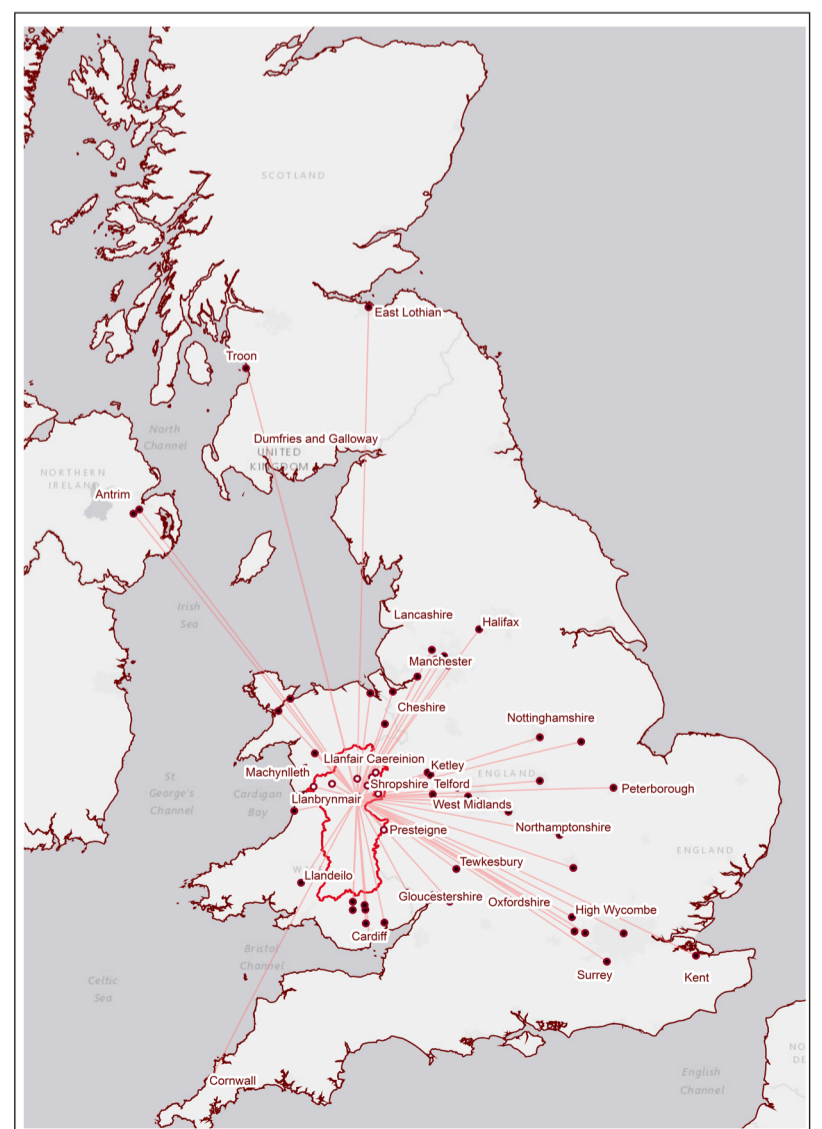 SCOTLAND
East Lothian
Troon
North
Channel
Dumfries and Galloway
UNITED
KINGDOM
NORTHERN
IRELAND
Antrim
Irish
Sea
Lancashire
Halifax
Manchester
Cheshire
Nottinghamshire
Llanfair Caereinion
Machynlleth
Ketley
ENGLAND
Shropshire
Telford
Peterborough
St
George's
Channel
Cardigan
Bay
Llanbrynmair
West Midlands
Presteigne
Northamptonshire
ENGLAND
Tewkesbury
Llandeilo
Gloucestershire
Oxfordshire
High Wycombe
Cardiff
Bristol
Channel
Surrey
Kent
Celtic
Sea
Cornwall
English
Channel
NO
DE